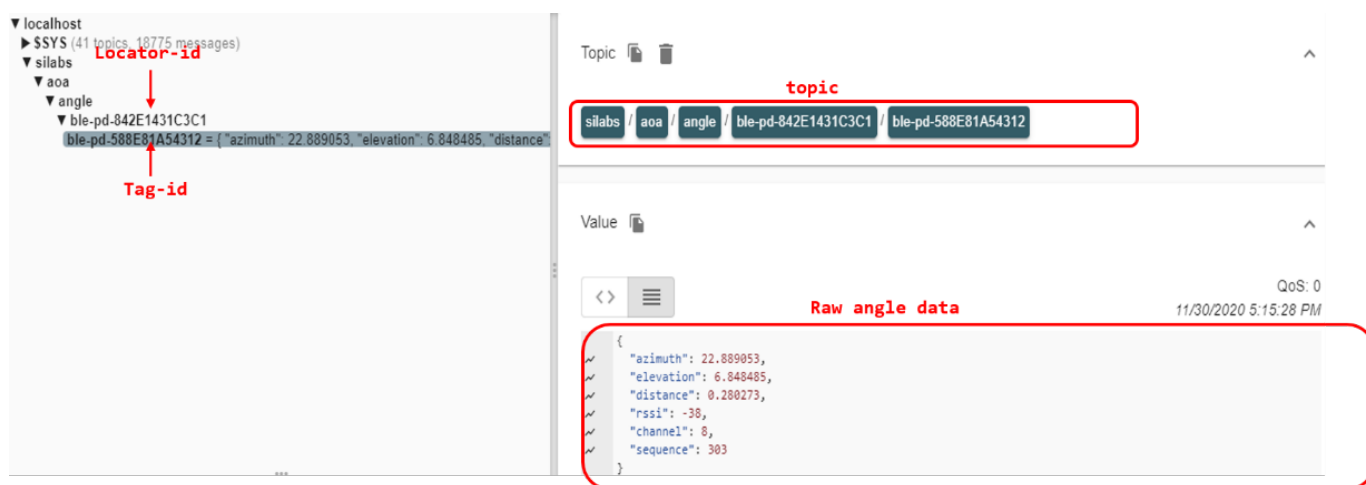 localhost
$SYS (41 topics, 18775 messages)
Locator-id
silabs
aoa
angle
ble-pd-842E1431C3C1
ble-pd-588E81A54312 = { "azimuth": 22.889053, "elevation": 6.848485, "distance":
Tag-id
Topic
topic
silabs / aoa / angle / ble-pd-842E1431C3C1 / ble-pd-588E81A54312
Value
<> QoS: 0
Raw angle data
11/30/2020 5:15:28 PM
{
"azimuth": 22.889053,
"elevation": 6.848485,
"distance": 0.280273,
"rssi": -38,
"channel": 8,
"sequence": 303
}